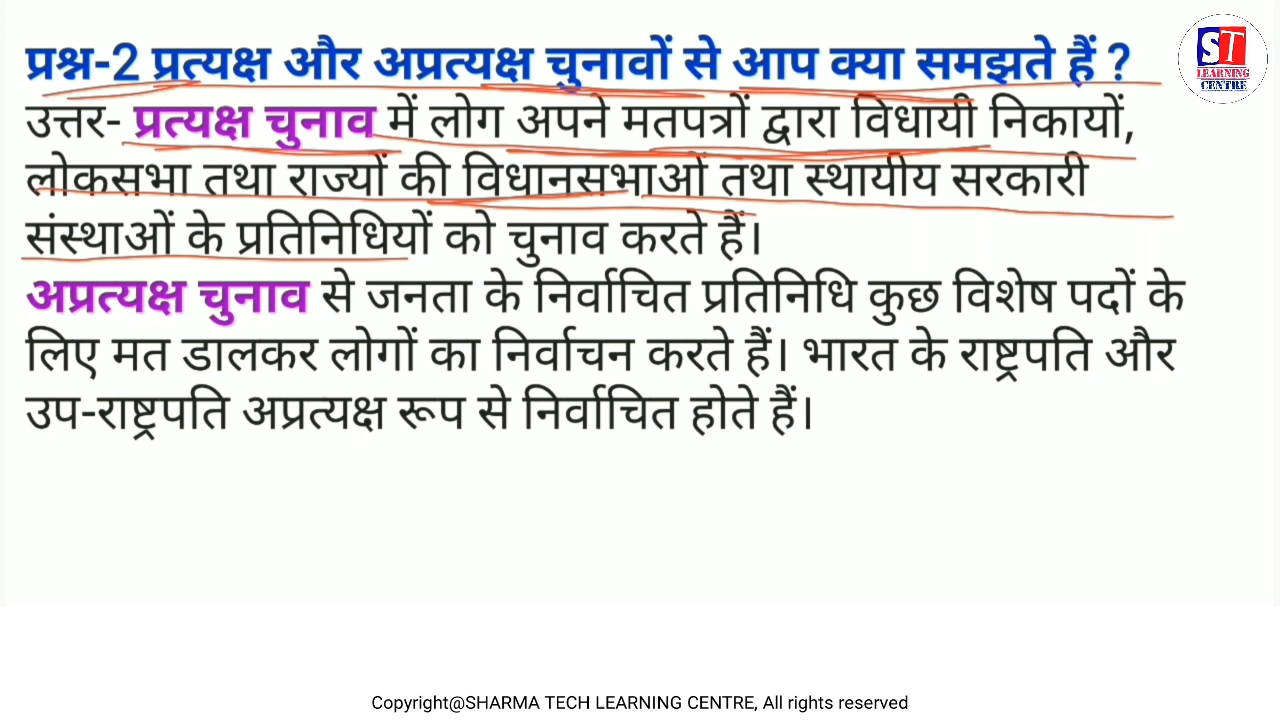 प्रश्न-2 प्रत्यक्ष और अप्रत्यक्ष चुनावों से आप क्या समझते हैं ?
उत्तर- प्रत्यक्ष चुनाव में लोग अपने मतपत्रों द्वारा विधायी निकायों,
लोकसभा तथा राज्यों की विधानसभाओं तथा स्थायीय सरकारी
संस्थाओं के प्रतिनिधियों को चुनाव करते हैं।
अप्रत्यक्ष चुनाव से जनता के निर्वाचित प्रतिनिधि कुछ विशेष पदों के
लिए मत डालकर लोगों का निर्वाचन करते हैं। भारत के राष्ट्रपति और
उप-राष्ट्रपति अप्रत्यक्ष रूप से निर्वाचित होते हैं।
ST
LEARNING
CENTRE
Copyright@SHARMA TECH LEARNING CENTRE, All rights reserved